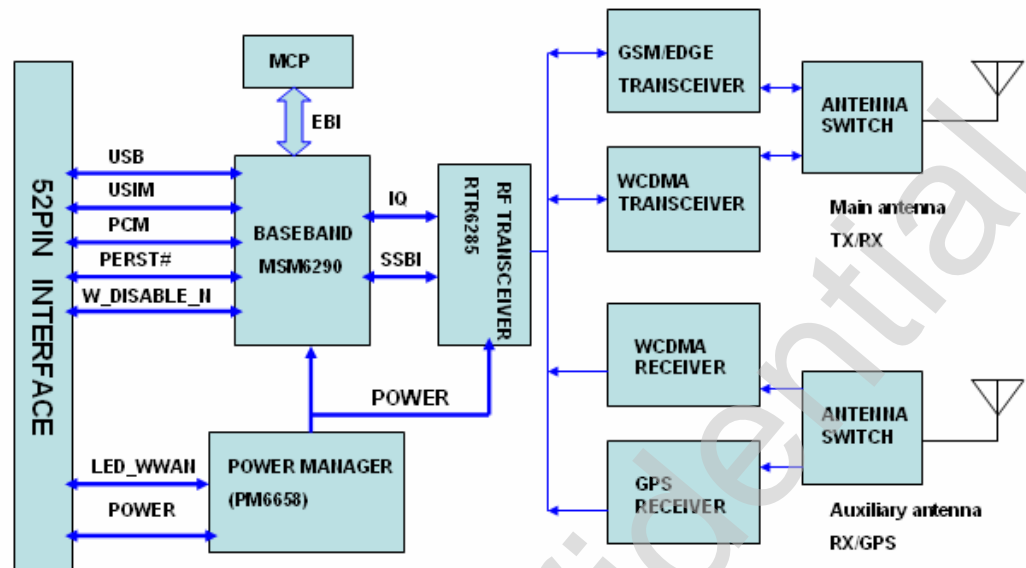 MCP
EBI
52PIN INTERFACE
USB
USIM
PCM
PERST#
W_DISABLE_N
LED_WWAN
POWER
BASEBAND
MSM6290
IQ
SSBI
RF TRANSCEIVER
RTR6285
POWER
POWER MANAGER
(PM6658)
GSM/EDGE
TRANSCEIVER
WCDMA
TRANSCEIVER
ANTENNA
SWITCH
Main antenna
TX/RX
WCDMA
RECEIVER
GPS
RECEIVER
ANTENNA
SWITCH
Auxiliary antenna
RX/GPS
fidential